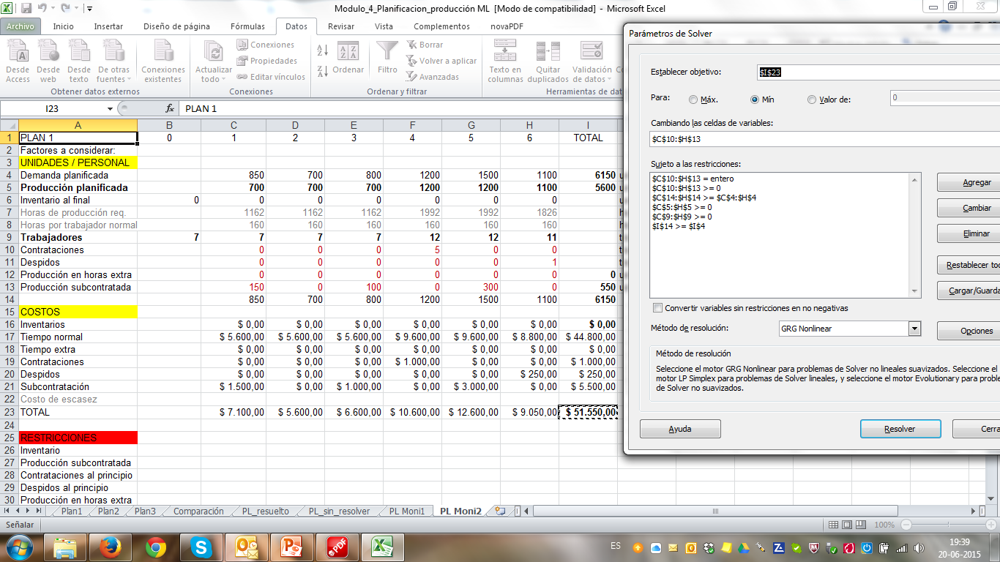 Modulo_4_Planificacion_producción ML [Modo de compatibilidad] - Microsoft Excel
Archivo Inicio Insertar Diseño de página Fórmulas Datos Revisar Vista Complementos novaPDF
Desde Access
Desde web
Desde texto
De otras fuentes
Conexiones existentes
Obtener datos externos
Actualizar todo
Conexiones
Propiedades
Editar vínculos
Conexiones
Ordenar
Filtro
Borrar
Volver a aplicar
Avanzadas
Ordenar y filtrar
Texto en columnas
Quitar duplicados
Validación de datos
Herramientas de dat
I23 fx PLAN 1
A B C D E F G H I
1 PLAN 1 0 1 2 3 4 5 6 TOTAL
2 Factores a considerar:
3 UNIDADES / PERSONAL
4 Demanda planificada 850 700 800 1200 1500 1100 6150
5 Producción planificada 700 700 700 1200 1200 1100 5600
6 Inventario al final 0 0 0 0 0 0 0
7 Horas de producción req. 1162 1162 1162 1992 1992 1826
8 Horas por trabajador normal 160 160 160 160 160 160
9 Trabajadores 7 7 7 7 12 12 11
10 Contrataciones 0 0 0 5 0 0
11 Despidos 0 0 0 0 0 1
12 Producción en horas extra 0 0 0 0 0 0 0
13 Producción subcontratada 150 0 100 0 300 0 550
14 850 700 800 1200 1500 1100 6150
15 COSTOS
16 Inventarios $ 0,00 $ 0,00 $ 0,00 $ 0,00 $ 0,00 $ 0,00 $ 0,00
17 Tiempo normal $ 5.600,00 $ 5.600,00 $ 5.600,00 $ 9.600,00 $ 9.600,00 $ 8.800,00 $ 44.800,00
18 Tiempo extra $ 0,00 $ 0,00 $ 0,00 $ 0,00 $ 0,00 $ 0,00 $ 0,00
19 Contrataciones $ 0,00 $ 0,00 $ 0,00 $ 1.000,00 $ 0,00 $ 0,00 $ 1.000,00
20 Despidos $ 0,00 $ 0,00 $ 0,00 $ 0,00 $ 0,00 $ 250,00 $ 250,00
21 Subcontratación $ 1.500,00 $ 0,00 $ 1.000,00 $ 0,00 $ 3.000,00 $ 0,00 $ 5.500,00
22 Costo de escasez
23 TOTAL $ 7.100,00 $ 5.600,00 $ 6.600,00 $ 10.600,00 $ 12.600,00 $ 9.050,00 $ 51.550,00
24
25 RESTRICCIONES
26 Inventario
27 Producción subcontratada
28 Contrataciones al principio
29 Despidos al principio
30 Producción en horas extra
Plan1 Plan2 Plan3 Comparación PL_resuelto PL_sin_resolver PL Moni1 PL Moni2
Señalar 100%
Parámetros de Solver
Establecer objetivo: $I$23
Para: Máx. Mín Valor de: 0
Cambiando las celdas de variables:
$C$10:$H$13
Sujeto a las restricciones:
$C$10:$H$13 = entero
$C$10:$H$13 >= 0
$C$14:$H$14 >= $C$4:$H$4
$C$5:$H$5 >= 0
$C$9:$H$9 >= 0
$I$14 >= $I$4
Agregar
Cambiar
Eliminar
Restablecer too
Cargar/Guarda
Convertir variables sin restricciones en no negativas
Método de resolución: GRG Nonlinear
Opciones
Método de resolución
Seleccione el motor GRG Nonlinear para problemas de Solver no lineales suavizados. Seleccione el
motor LP Simplex para problemas de Solver lineales, y seleccione el motor Evolutionary para proble
de Solver no suavizados.
Ayuda Resolver Cerra
ES 19:39
20-06-2015